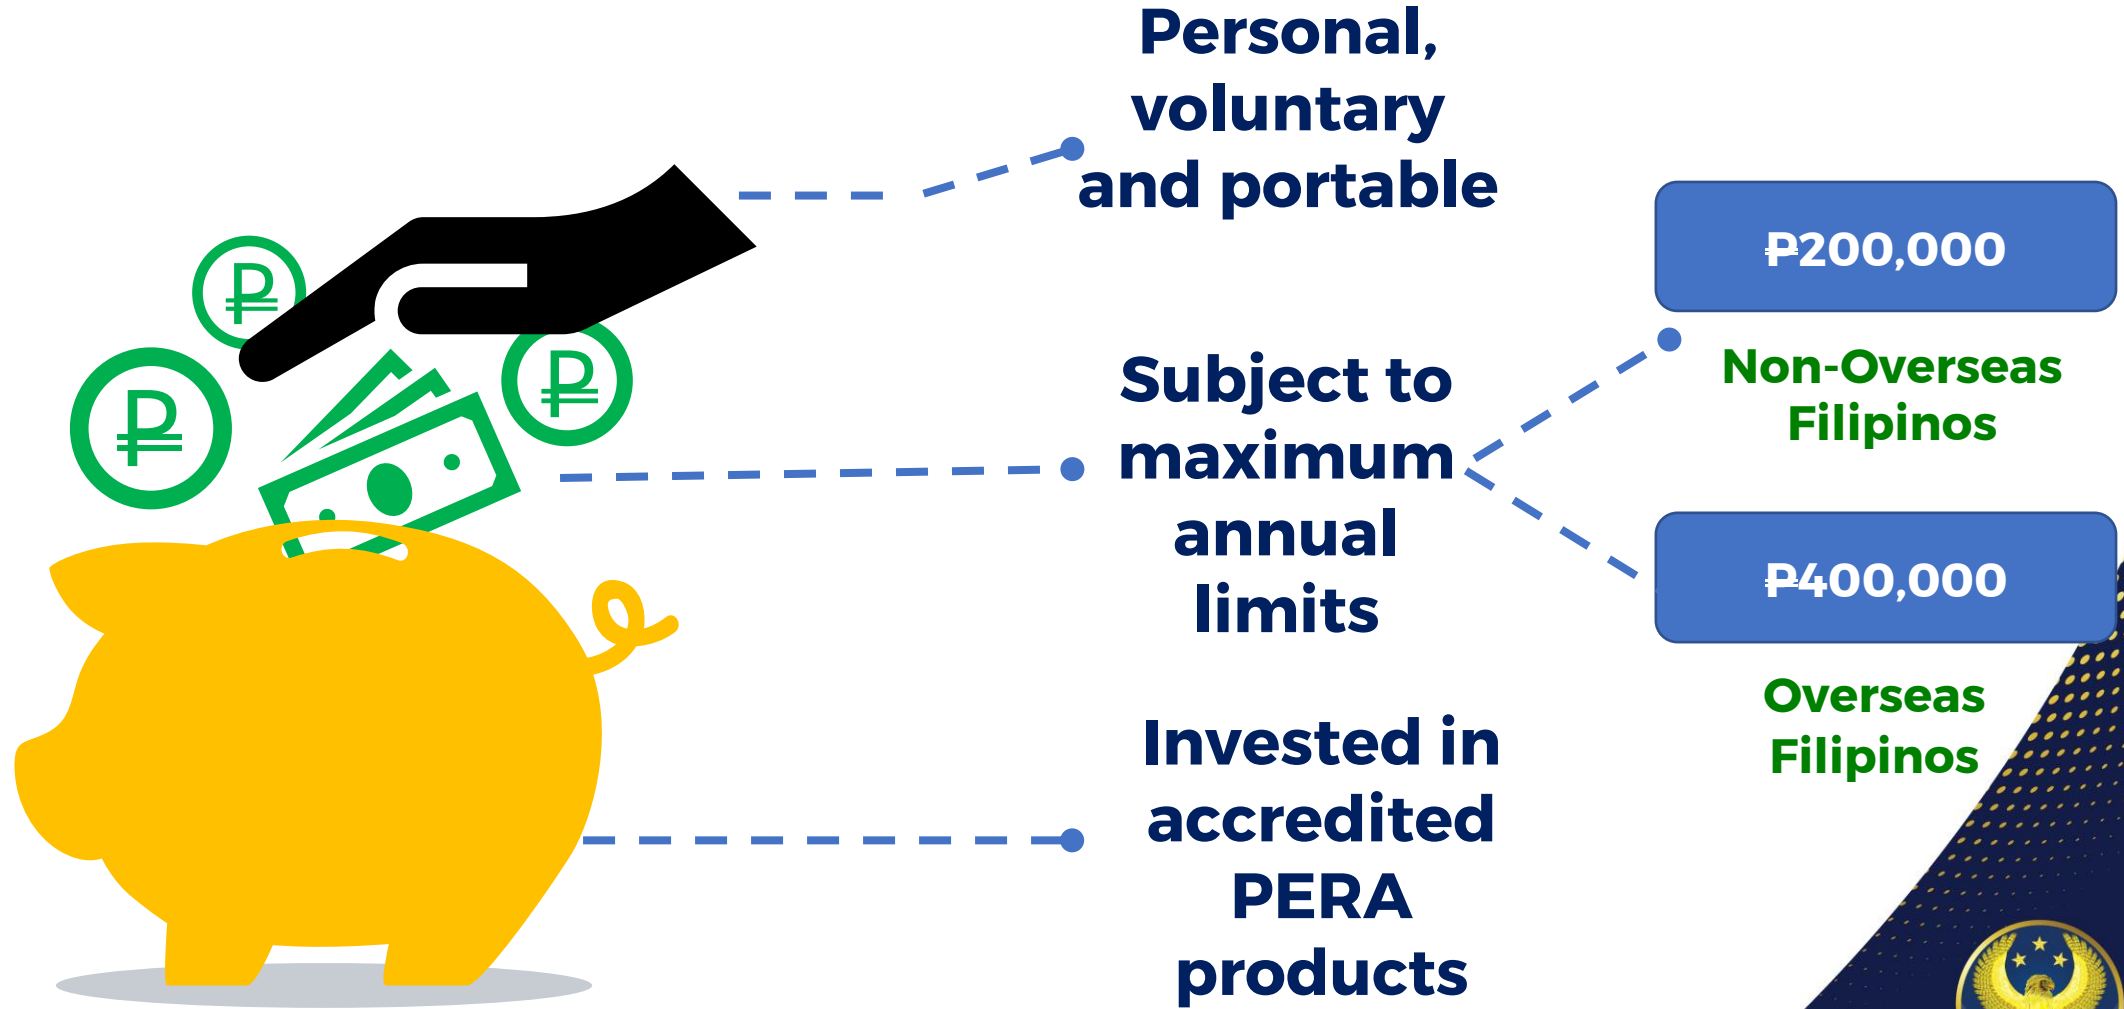 Personal,
voluntary
and portable
Subject to
maximum
annual
limits
₱200,000
Non-Overseas
Filipinos
₱400,000
Overseas
Filipinos
Invested in
accredited
PERA
products
₱
₱
₱